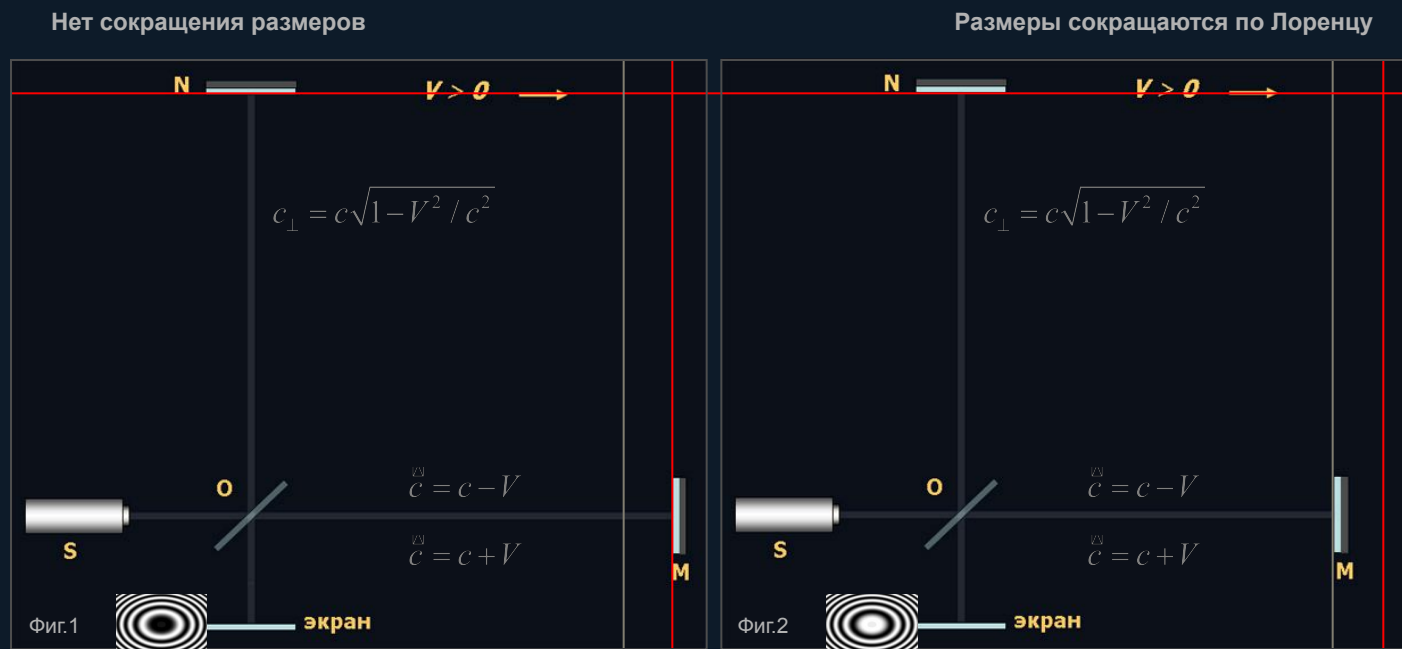 Нет сокращения размеров
Размеры сокращаются по Лоренцу
N
V > 0
c⊥ = c√1 − V² / c²
O
c = c − V
c = c + V
S
M
Фиг.1
экран
N
V > 0
c⊥ = c√1 − V² / c²
O
c = c − V
c = c + V
S
M
Фиг.2
экран